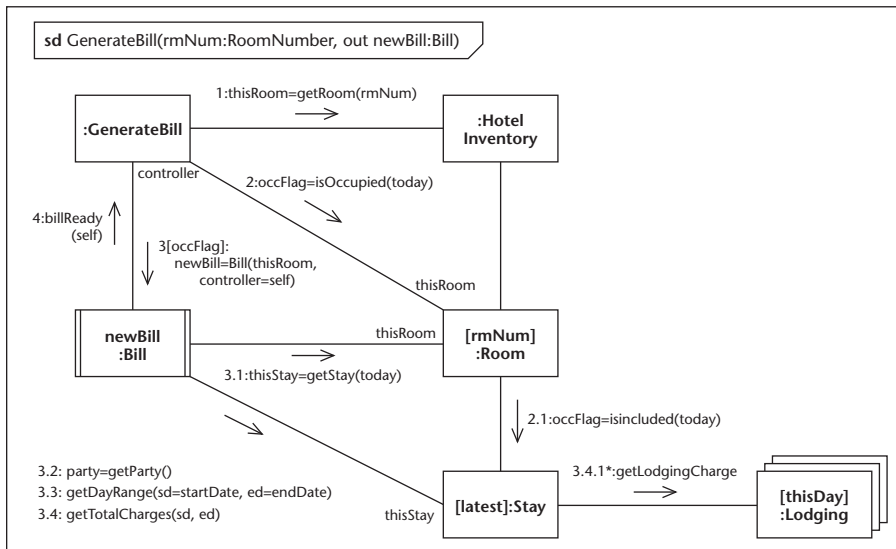 sd GenerateBill(rmNum:RoomNumber, out newBill:Bill)
1:thisRoom=getRoom(rmNum)
:GenerateBill
:Hotel
Inventory
controller
2:occFlag=isOccupied(today)
4:billReady
(self)
3[occFlag]:
newBill=Bill(thisRoom,
controller=self)
thisRoom
newBill
:Bill
thisRoom
[rmNum]
:Room
3.1:thisStay=getStay(today)
2.1:occFlag=isincluded(today)
3.2: party=getParty()
3.3: getDayRange(sd=startDate, ed=endDate)
3.4: getTotalCharges(sd, ed)
thisStay
[latest]:Stay
3.4.1*:getLodgingCharge
[thisDay]
:Lodging